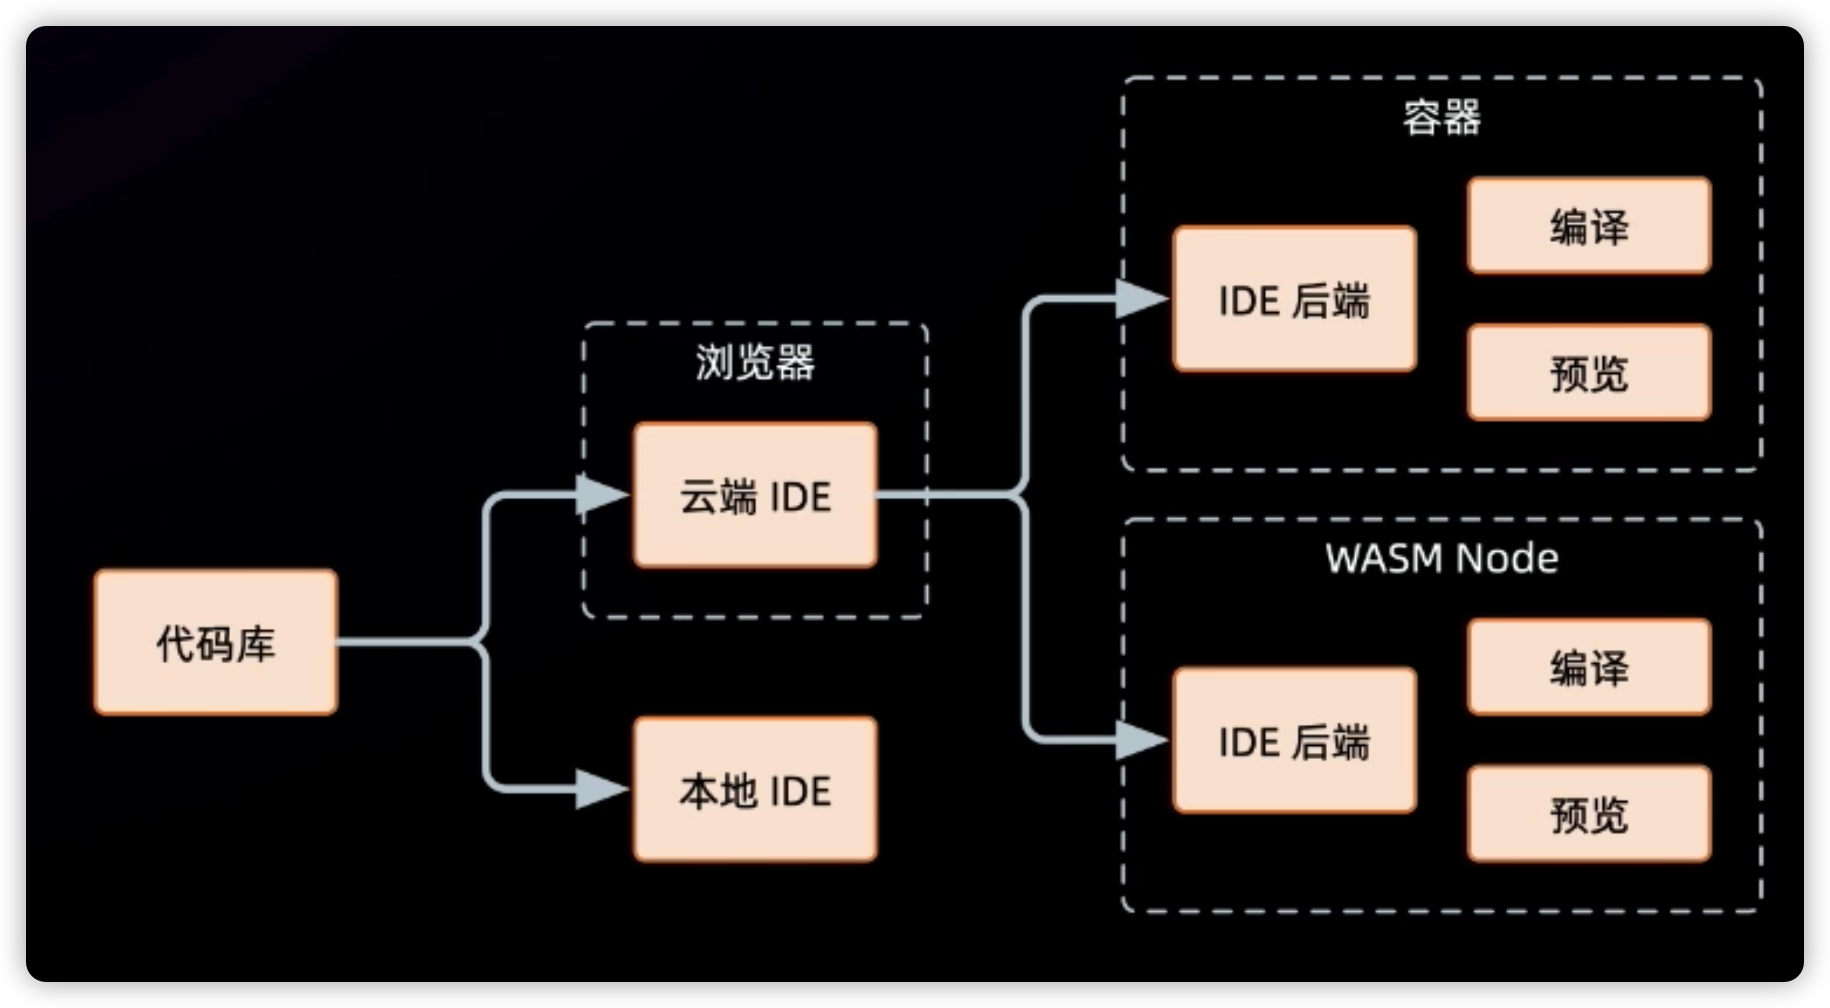 代码库
浏览器
云端 IDE
本地 IDE
容器
IDE 后端
编译
预览
WASM Node
IDE 后端
编译
预览